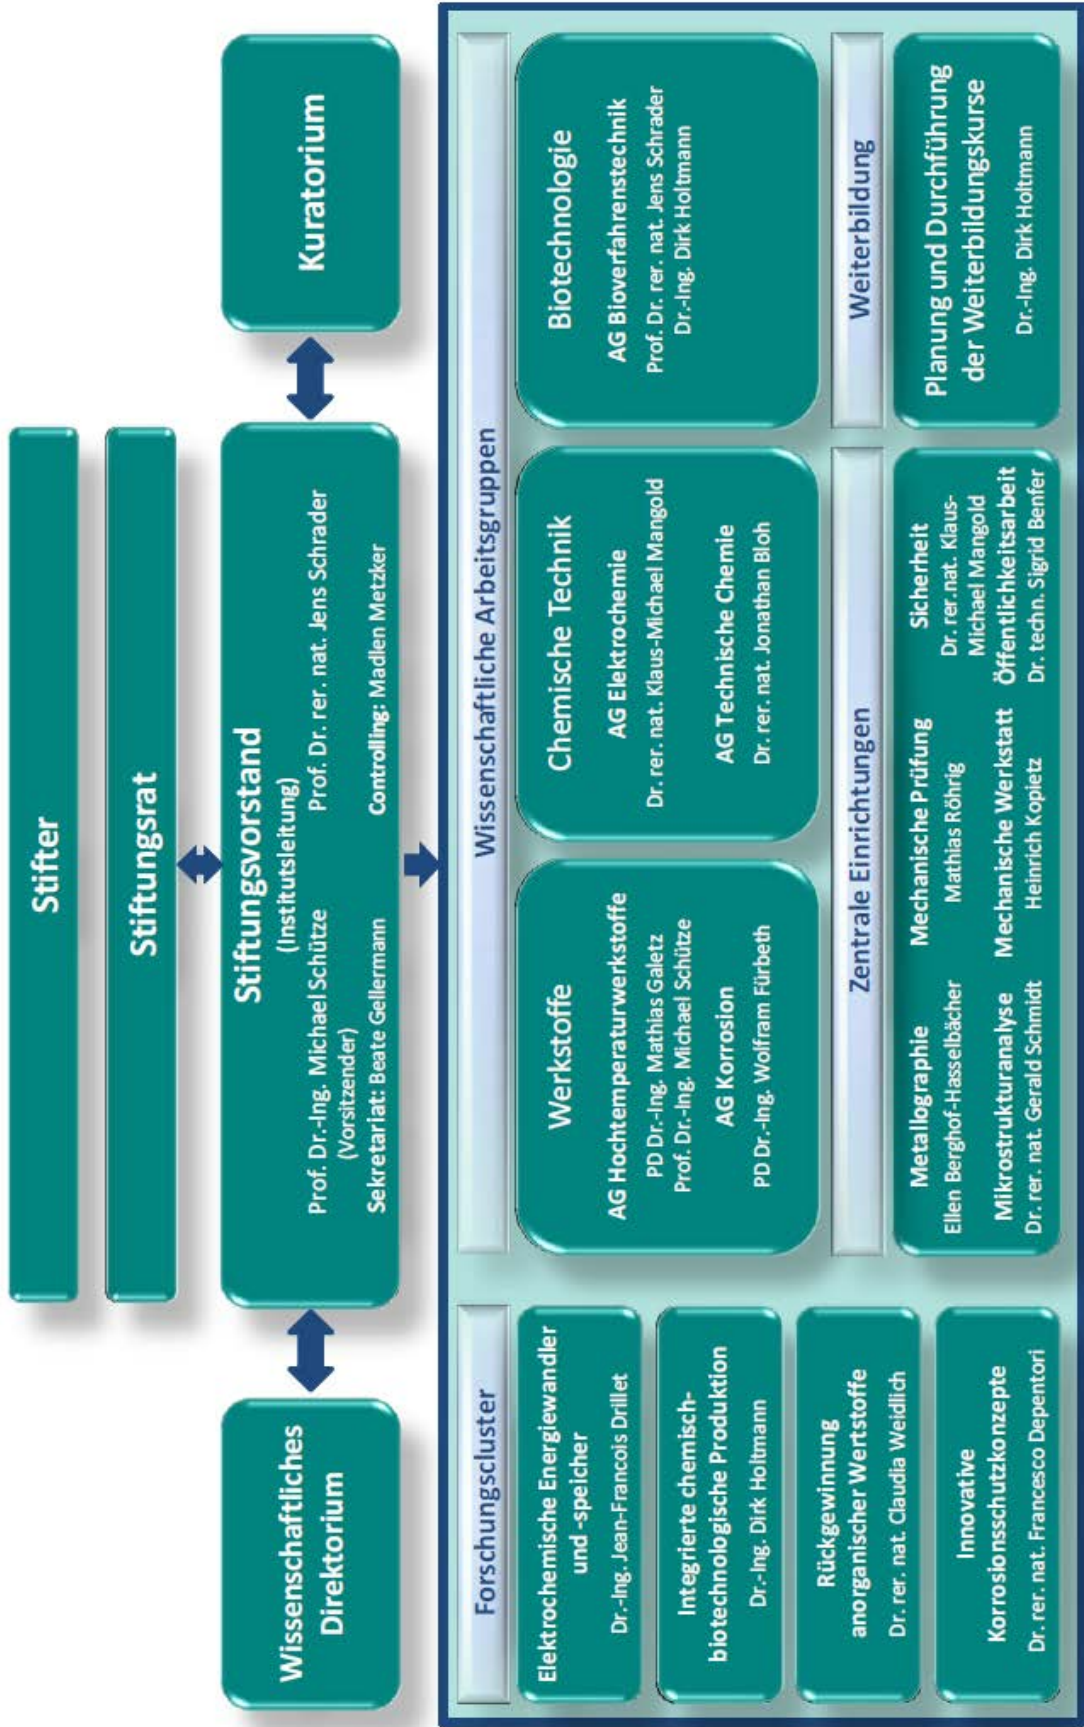 Stifter
Stiftungsrat
Wissenschaftliches
Direktorium
Stiftungsvorstand
(Institutsleitung)
Prof. Dr.-Ing. Michael Schütze
(Vorsitzender)
Prof. Dr. rer. nat. Jens Schrader
Sekretariat: Beate Gellermann
Controlling: Madlen Metzker
Kuratorium
Forschungscluster
Elektrochemische Energiewandler
und -speicher
Dr.-Ing. Jean-Francois Drillet
Integrierte chemisch-
biotechnologische Produktion
Dr.-Ing. Dirk Holtmann
Rückgewinnung
anorganischer Wertstoffe
Dr. rer. nat. Claudia Weidlich
Innovative
Korrosionsschutzkonzepte
Dr. rer. nat. Francesco Depentori
Wissenschaftliche Arbeitsgruppen
Werkstoffe
AG Hochtemperaturwerkstoffe
PD Dr.-Ing. Mathias Galetz
Prof. Dr.-Ing. Michael Schütze
AG Korrosion
PD Dr.-Ing. Wolfram Fürbeth
Chemische Technik
AG Elektrochemie
Dr. rer. nat. Klaus-Michael Mangold
AG Technische Chemie
Dr. rer. nat. Jonathan Bloh
Biotechnologie
AG Bioverfahrenstechnik
Prof. Dr. rer. nat. Jens Schrader
Dr.-Ing. Dirk Holtmann
Zentrale Einrichtungen
Metallographie
Ellen Berghof-Hasselbächer
Mikrostrukturanalyse
Dr. rer. nat. Gerald Schmidt
Mechanische Prüfung
Mathias Röhrig
Mechanische Werkstatt
Heinrich Kopietz
Sicherheit
Dr. rer.nat. Klaus-
Michael Mangold
Öffentlichkeitsarbeit
Dr. techn. Sigrid Benfer
Weiterbildung
Planung und Durchführung
der Weiterbildungskurse
Dr.-Ing. Dirk Holtmann